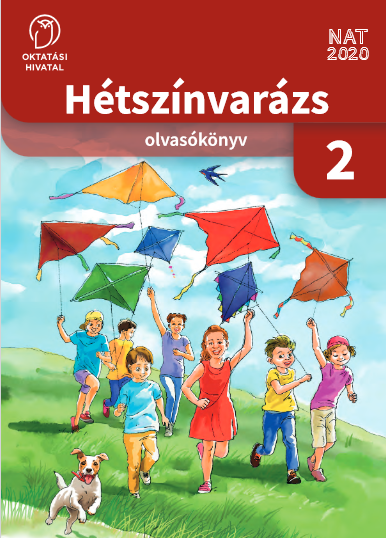 OKTATÁSI
HIVATAL
NAT
2020
Hétszínvarázs
olvasókönyv
2